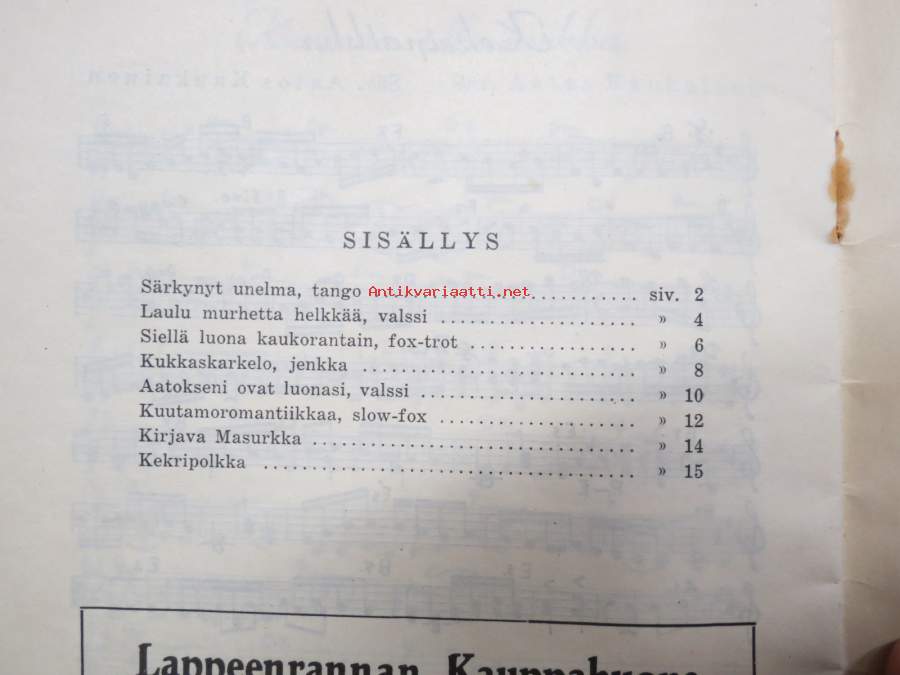 SISÄLLYS
Särkynyt unelma, tango Antikvariaatti.net .............. siv. 2
Laulu murhetta helkkää, valssi .................... » 4
Siellä luona kaukorantain, fox-trot ................. » 6
Kukkaskarkelo, jenkka ............................ » 8
Aatokseni ovat luonasi, valssi ...................... » 10
Kuutamoromantiikkaa, slow-fox .................... » 12
Kirjava Masurkka ................................. » 14
Kekripolkka ...................................... » 15
Lappeenrannan Kauppahuone